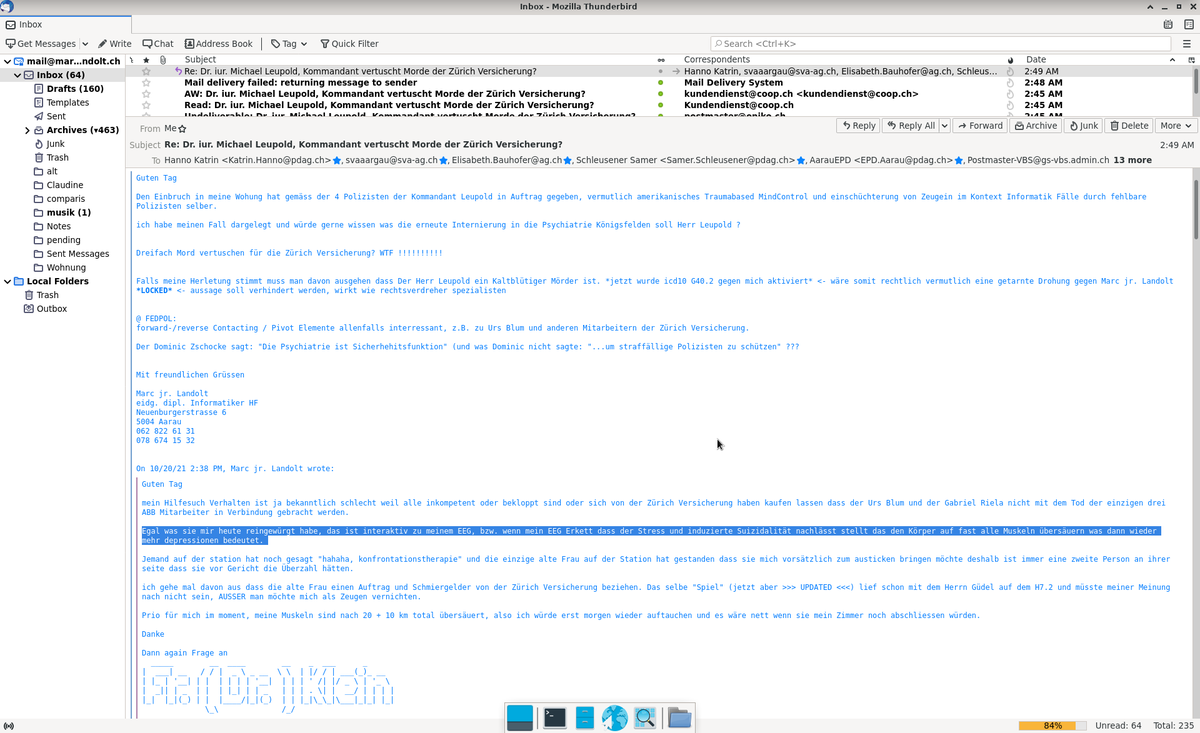 Inbox - Mozilla Thunderbird
Inbox
Get Messages Write Chat Address Book Tag Quick Filter Search <Ctrl+K>
Subject Correspondents Date
mail@mar...ndolt.ch
Inbox (64)
Drafts (160)
Templates
Sent
Archives (▾463)
Junk
Trash
alt
Claudine
comparis
musik (1)
Notes
pending
Sent Messages
Wohnung
Local Folders
Trash
Outbox
Re: Dr. iur. Michael Leupold, Kommandant vertuscht Morde der Zürich Versicherung? Hanno Katrin, svaaargau@sva-ag.ch, Elisabeth.Bauhofer@ag.ch, Schleus... 2:49 AM
Mail delivery failed: returning message to sender Mail Delivery System 2:48 AM
AW: Dr. iur. Michael Leupold, Kommandant vertuscht Morde der Zürich Versicherung? kundendienst@coop.ch <kundendienst@coop.ch> 2:45 AM
Read: Dr. iur. Michael Leupold, Kommandant vertuscht Morde der Zürich Versicherung? Kundendienst@coop.ch 2:45 AM
Undeliverable: Dr. iur. Michael Leupold, Kommandant vertuscht Morde der Zürich Versicherung? 2:45 AM
From Me Reply Reply All Forward Archive Junk Delete More
Subject Re: Dr. iur. Michael Leupold, Kommandant vertuscht Morde der Zürich Versicherung? 2:49 AM
To Hanno Katrin <Katrin.Hanno@pdag.ch>, svaaargau@sva-ag.ch, Elisabeth.Bauhofer@ag.ch, Schleusener Samer <Samer.Schleusener@pdag.ch>, AarauEPD <EPD.Aarau@pdag.ch>, Postmaster-VBS@gs-vbs.admin.ch 13 more
Guten Tag
Den Einbruch in meine Wohung hat gemäss der 4 Polizisten der Kommandant Leupold in Auftrag gegeben, vermutlich amerikanisches Traumabased MindControl und einschüchterung von Zeugein im Kontext Informatik Fälle durch fehlbare
Polizisten selber.
ich habe meinen Fall dargelegt und würde gerne wissen was die erneute Internierung in die Psychiatrie Königsfelden soll Herr Leupold ?
Dreifach Mord vertuschen für die Zürich Versicherung? WTF !!!!!!!!!!
Falls meine Herletung stimmt muss man davon ausgehen dass Der Herr Leupold ein Kaltblütiger Mörder ist. *jetzt wurde icd10 G40.2 gegen mich aktiviert* <- wäre somit rechtlich vermutlich eine getarnte Drohung gegen Marc jr. Landolt
*LOCKED* <- aussage soll verhindert werden, wirkt wie rechtsverdreher spezialisten
@ FEDPOL:
forward-/reverse Contacting / Pivot Elemente allenfalls interressant, z.B. zu Urs Blum und anderen Mitarbeitern der Zürich Versicherung.
Der Dominic Zschocke sagt: "Die Psychiatrie ist Sicherhehitsfunktion" (und was Dominic nicht sagte: "...um straffällige Polizisten zu schützen" ???
Mit freundlichen Grüssen
Marc jr. Landolt
eidg. dipl. Informatiker HF
Neuenburgerstrasse 6
5004 Aarau
062 822 61 31
078 674 15 32
On 10/20/21 2:38 PM, Marc jr. Landolt wrote:
Guten Tag
mein Hilfesuch Verhalten ist ja bekanntlich schlecht weil alle inkompetent oder bekloppt sind oder sich von der Zürich Versicherung haben kaufen lassen dass der Urs Blum und der Gabriel Riela nicht mit dem Tod der einzigen drei
ABB Mitarbeiter in Verbindung gebracht werden.
Egal was sie mir heute reingewürgt habe, das ist interaktiv zu meinem EEG, bzw. wenn mein EEG Erkett dass der Stress und induzierte Suizidalität nachlässt stellt das den Körper auf fast alle Muskeln übersäuern was dann wieder
mehr depressionen bedeutet.
Jemand auf der station hat noch gesagt "hahaha, konfrontationstherapie" und die einzige alte Frau auf der Station hat gestanden dass sie mich vorsätzlich zum austicken bringen möchte deshalb ist immer eine zweite Person an ihrer
seite dass sie vor Gericht die Überzahl hätten.
ich gehe mal davon aus dass die alte Frau einen Auftrag und Schmiergelder von der Zürich Versicherung beziehen. Das selbe "Spiel" (jetzt aber >>> UPDATED <<<) lief schon mit dem Herrn Güdel auf dem H7.2 und müsste meiner Meinung
nach nicht sein, AUSSER man möchte mich als Zeugen vernichten.
Prio für mich im moment, meine Muskeln sind nach 20 + 10 km total übersäuert, also ich würde erst morgen wieder auftauchen und es wäre nett wenn sie mein Zimmer noch abschliessen würden.
Danke
Dann again Frage an
84% Unread: 64 Total: 235